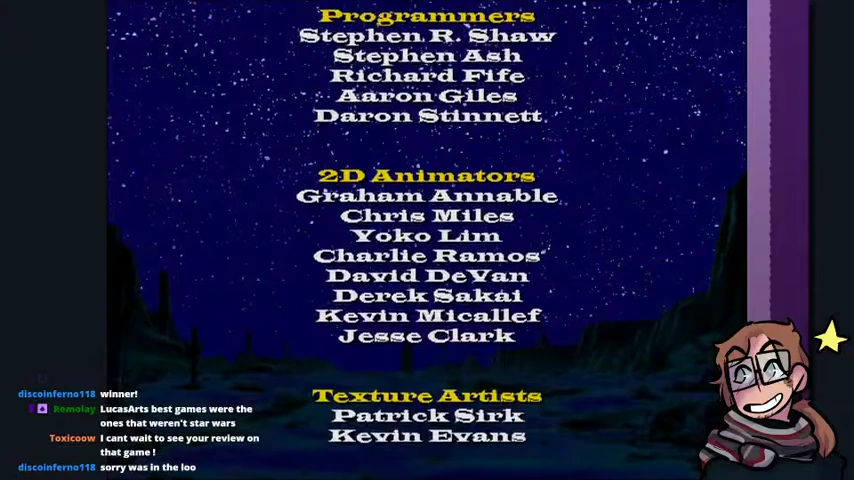 Programmers
Stephen R. Shaw
Stephen Ash
Richard Fife
Aaron Giles
Daron Stinnett
2D Animators
Graham Annable
Chris Miles
Yoko Lim
Charlie Ramos
David DeVan
Derek Sakai
Kevin Micallef
Jesse Clark
Texture Artists
Patrick Sirk
Kevin Evans
discoinferno118 winner!
Remolay LucasArts best games were the
ones that weren't star wars
Toxicoow I cant wait to see your review on
that game !
discoinferno118 sorry was in the loo